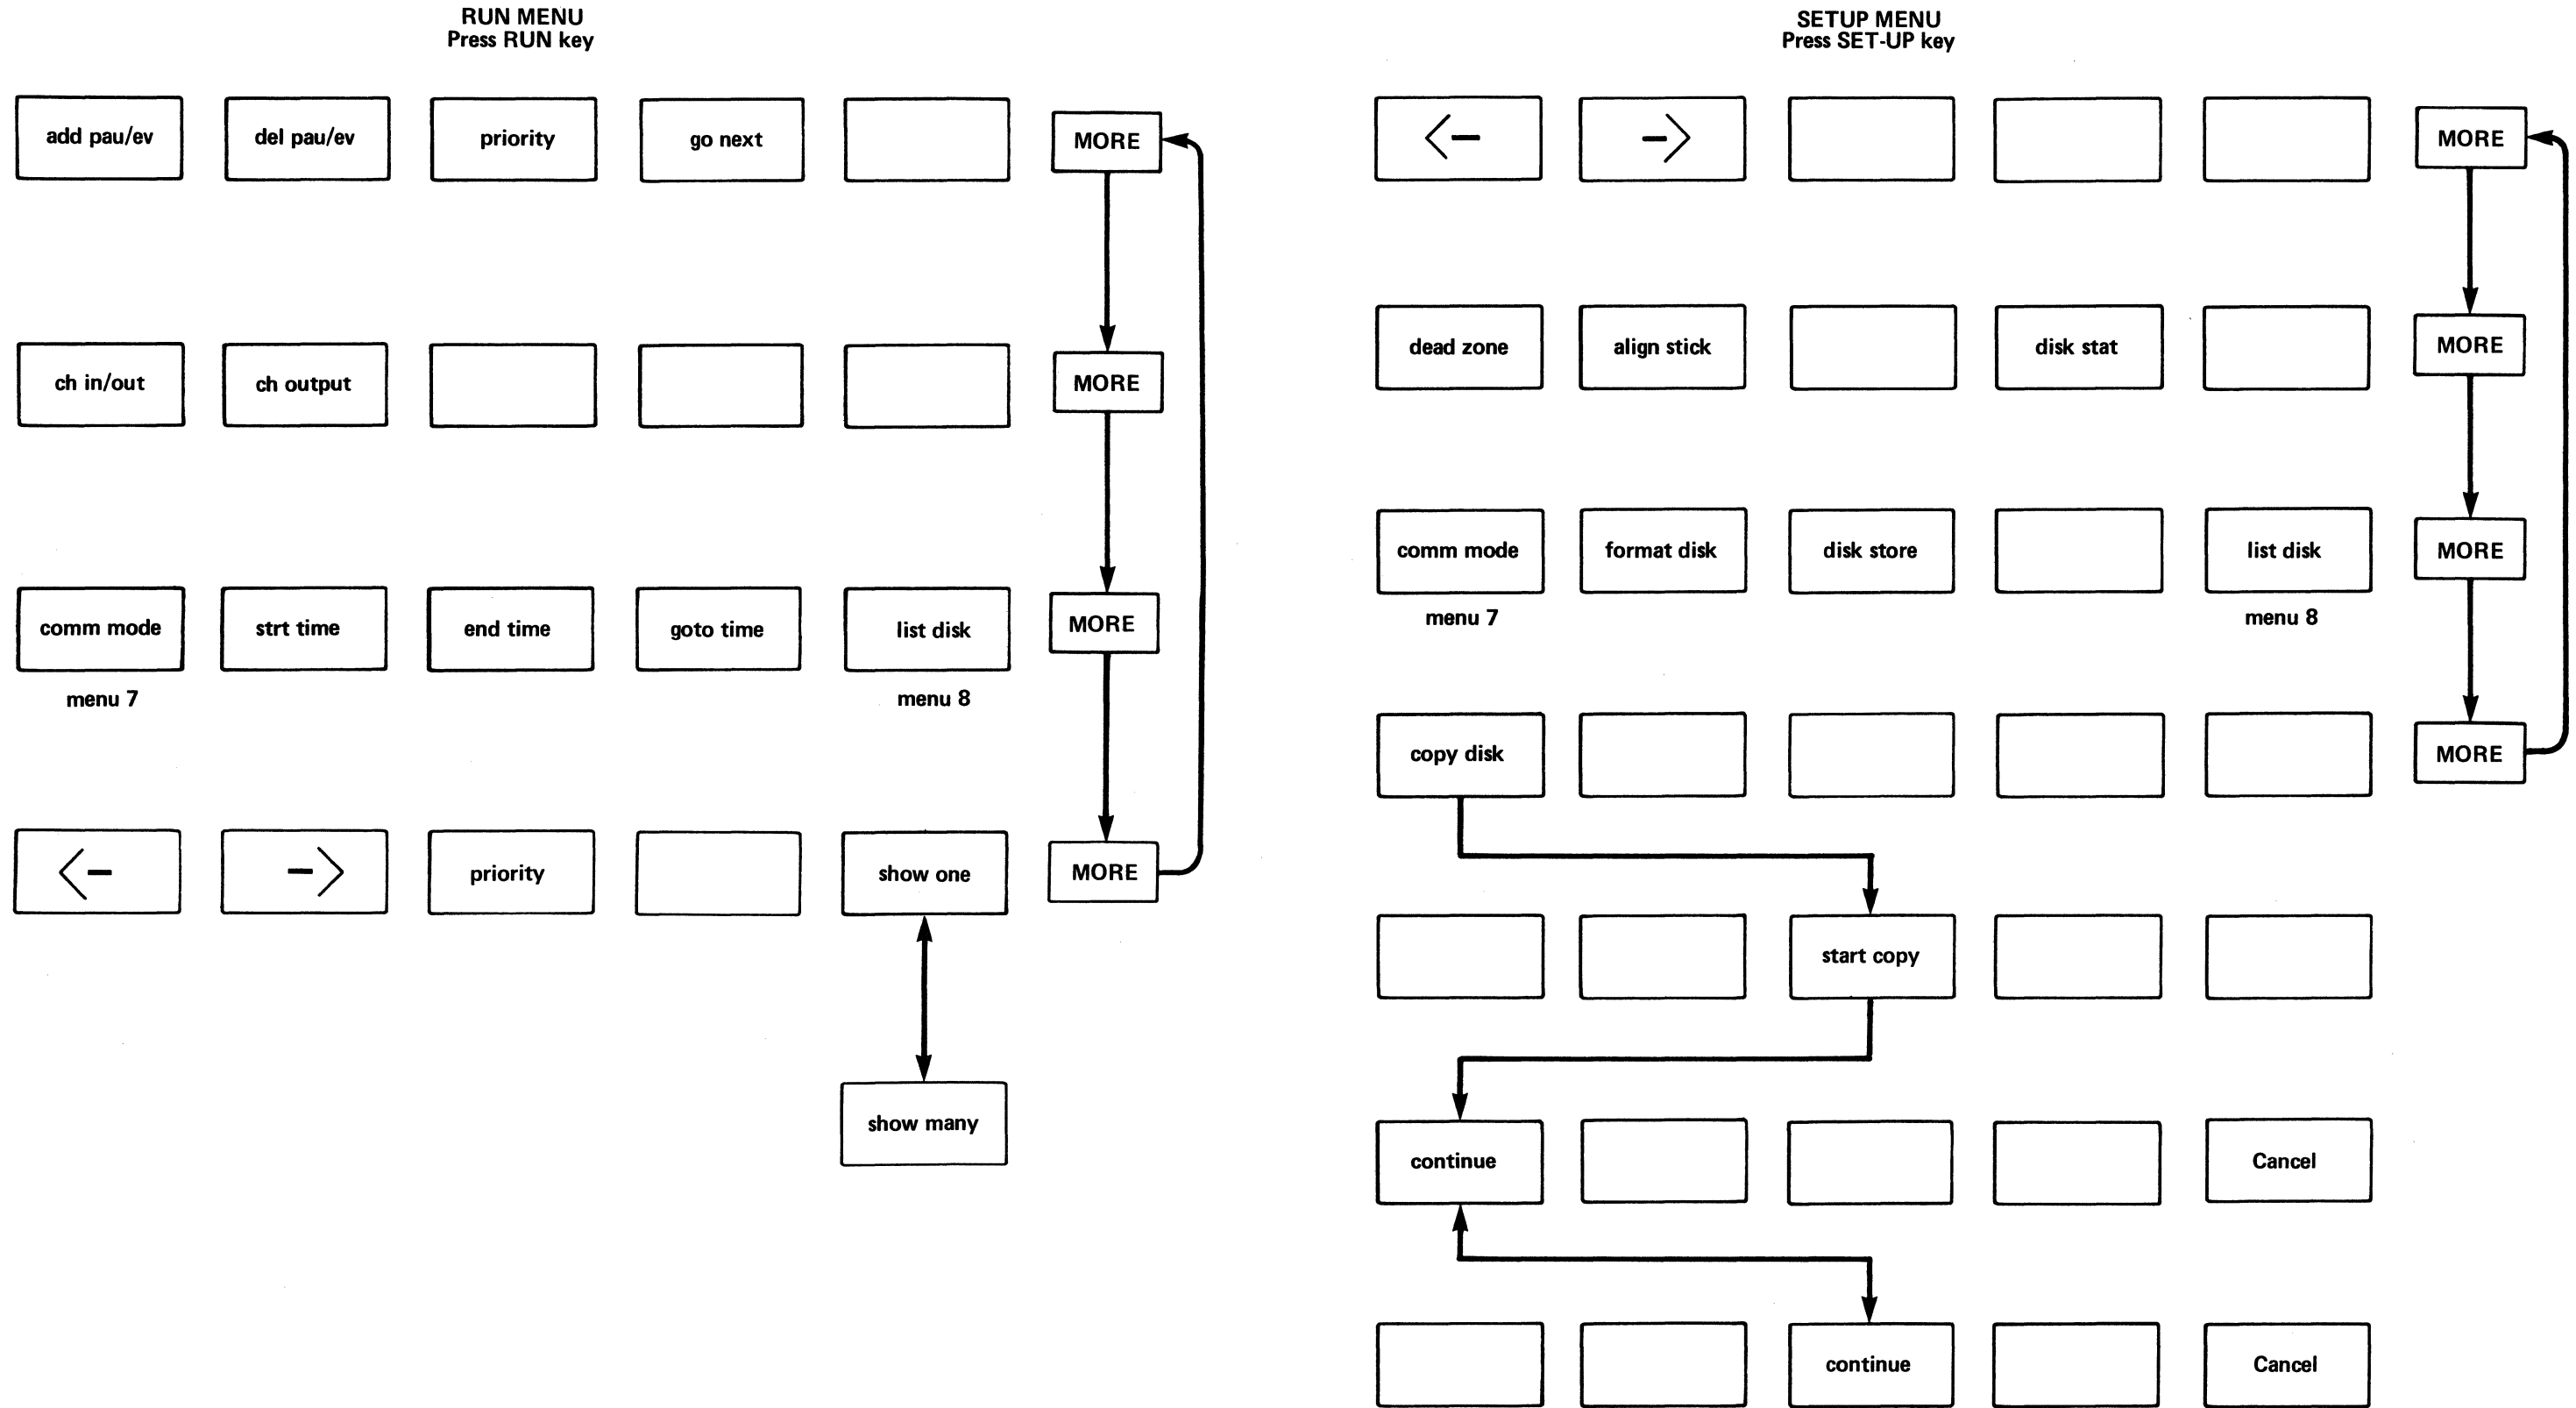 RUN MENU
Press RUN key
add pau/ev del pau/ev priority go next MORE
ch in/out ch output MORE
comm mode strt time end time goto time list disk MORE
menu 7 menu 8
<- -> priority show one MORE
show many
SETUP MENU
Press SET-UP key
<- -> MORE
dead zone align stick disk stat MORE
comm mode format disk disk store list disk MORE
menu 7 menu 8
copy disk MORE
start copy
continue Cancel
continue Cancel